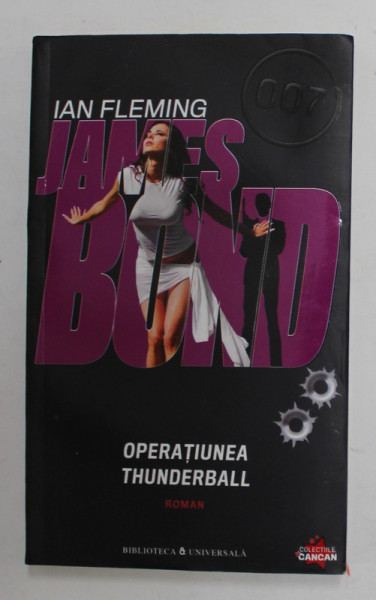 007
IAN FLEMING
JAMES
BOND
OPERAȚIUNEA
THUNDERBALL
ROMAN
BIBLIOTECA & UNIVERSALĂ
COLECȚIILE
CANCAN